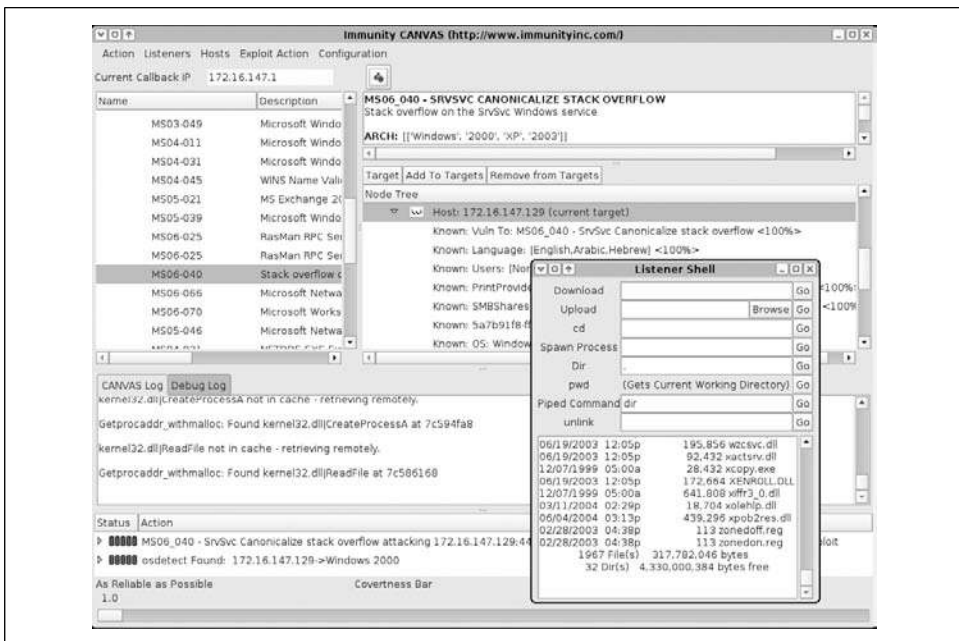 Immunity CANVAS (http://www.immunityinc.com/)
Action Listeners Hosts Exploit Action Configuration
Current Callback IP 172.16.147.1
Name Description
MS03-049 Microsoft Windo
MS04-011 Microsoft Windo
MS04-031 Microsoft Windo
MS04-045 WINS Name Vali
MS05-021 MS Exchange 20
MS05-039 Microsoft Windo
MS06-025 RasMan RPC Ser
MS06-025 RasMan RPC Ser
MS06-040 Stack overflow c
MS06-066 Microsoft Netwa
MS06-070 Microsoft Works
MS05-046 Microsoft Netwa
MS06_040 - SRVSVC CANONICALIZE STACK OVERFLOW
Stack overflow on the SrvSvc Windows service
ARCH: [['Windows', '2000', 'XP', '2003']]
Target Add To Targets Remove from Targets
Node Tree
Host: 172.16.147.129 (current target)
Known: Vuln To: MS06_040 - SrvSvc Canonicalize stack overflow <100%>
Known: Language: [English,Arabic,Hebrew] <100%>
Known: Users: [Nor
Known: PrintProvide <100%>
Known: SMBShares <100%
Known: 5a7b91f8-ff
Known: OS: Window
Listener Shell
Download Go
Upload Browse Go
cd Go
Spawn Process Go
Dir . Go
pwd (Gets Current Working Directory) Go
Piped Command dir Go
unlink Go
06/19/2003 12:05p 195,856 wzcsvc.dll
06/19/2003 12:05p 92,432 xactsrv.dll
12/07/1999 05:00a 28,432 xcopy.exe
06/19/2003 12:05p 172,664 XENROLL.DLL
12/07/1999 05:00a 641,808 xiffr3_0.dll
03/11/2004 02:29p 18,704 xolehlp.dll
06/04/2004 03:13p 439,296 xpob2res.dll
02/28/2003 04:38p 113 zonedoff.reg
02/28/2003 04:38p 113 zonedon.reg
1967 File(s) 317,782,046 bytes
32 Dir(s) 4,330,000,384 bytes free
CANVAS Log Debug Log
kernel32.dll|CreateProcessA not in cache - retrieving remotely.
Getprocaddr_withmalloc: Found kernel32.dll|CreateProcessA at 7c594fa8
kernel32.dll|ReadFile not in cache - retrieving remotely.
Getprocaddr_withmalloc: Found kernel32.dll|ReadFile at 7c586168
Status Action
MS06_040 - SrvSvc Canonicalize stack overflow attacking 172.16.147.129:44 ploit
osdetect Found: 172.16.147.129->Windows 2000
As Reliable as Possible Covertness Bar
1.0